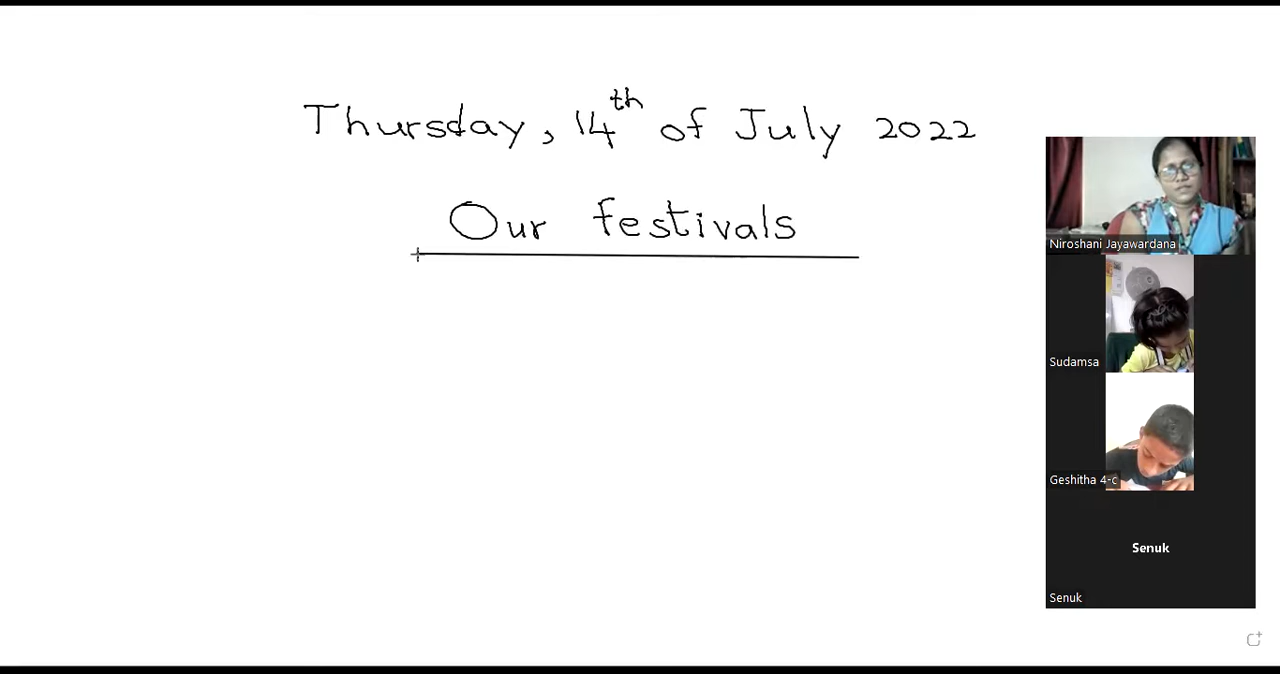 Thursday, 14th of July 2022
Our festivals
Niroshani Jayawardana
Sudamsa
Geshitha 4-c
Senuk
Senuk